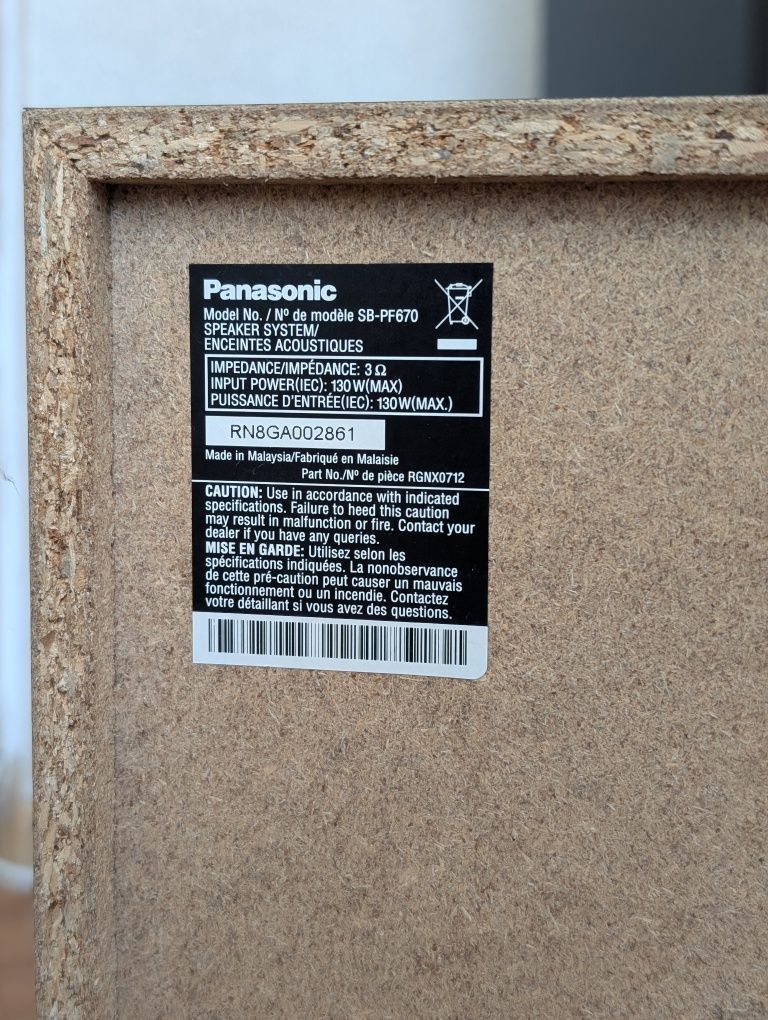 Panasonic
Model No. / Nº de modèle SB-PF670
SPEAKER SYSTEM/
ENCEINTES ACOUSTIQUES
IMPEDANCE/IMPÉDANCE: 3 Ω
INPUT POWER(IEC): 130 W(MAX)
PUISSANCE D'ENTRÉE(IEC): 130 W(MAX.)
RN8GA002861
Made in Malaysia/Fabriqué en Malaisie
Part No./Nº de pièce RGNX0712
CAUTION: Use in accordance with indicated
specifications. Failure to heed this caution
may result in malfunction or fire. Contact your
dealer if you have any queries.
MISE EN GARDE: Utilisez selon les
spécifications indiquées. La nonobservance
de cette pré-caution peut causer un mauvais
fonctionnement ou un incendie. Contactez
votre détaillant si vous avez des questions.